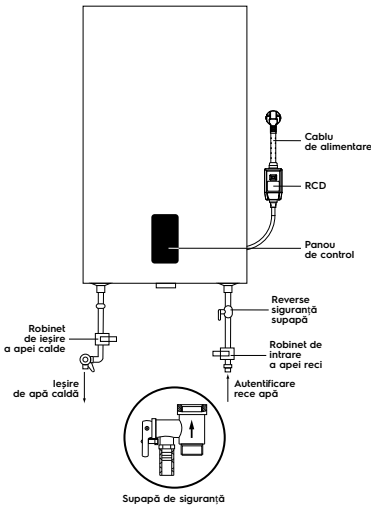 Cablu
de alimentare
RCD
Panou
de control
Reverse
siguranță
supapă
Robinet
de ieșire
a apei calde
Robinet de
intrare
a apei reci
Ieșire
de apă caldă
Autentificare
rece apă
Supapă de siguranță